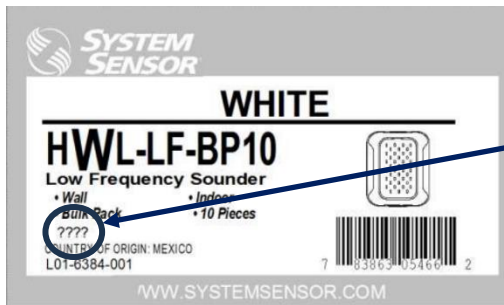 SYSTEM
SENSOR
WHITE
HWL-LF-BP10
Low Frequency Sounder
• Wall • Indoor
• Bulk Pack • 10 Pieces
????
COUNTRY OF ORIGIN: MEXICO
L01-6384-001
7 83863 05466 2
WWW.SYSTEMSENSOR.COM